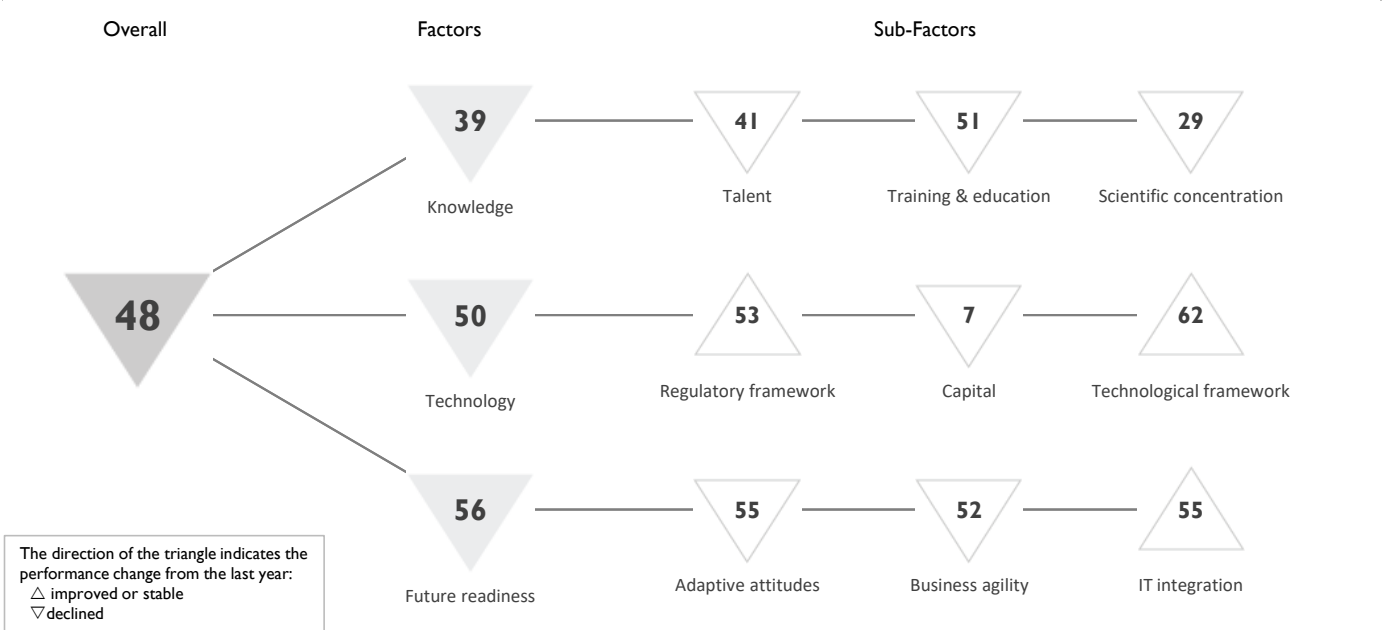 Overall
Factors
Sub-Factors
39
41
51
29
Knowledge
Talent
Training & education
Scientific concentration
48
50
53
7
62
Technology
Regulatory framework
Capital
Technological framework
56
55
52
55
Future readiness
Adaptive attitudes
Business agility
IT integration
The direction of the triangle indicates the
performance change from the last year:
△ improved or stable
▽ declined